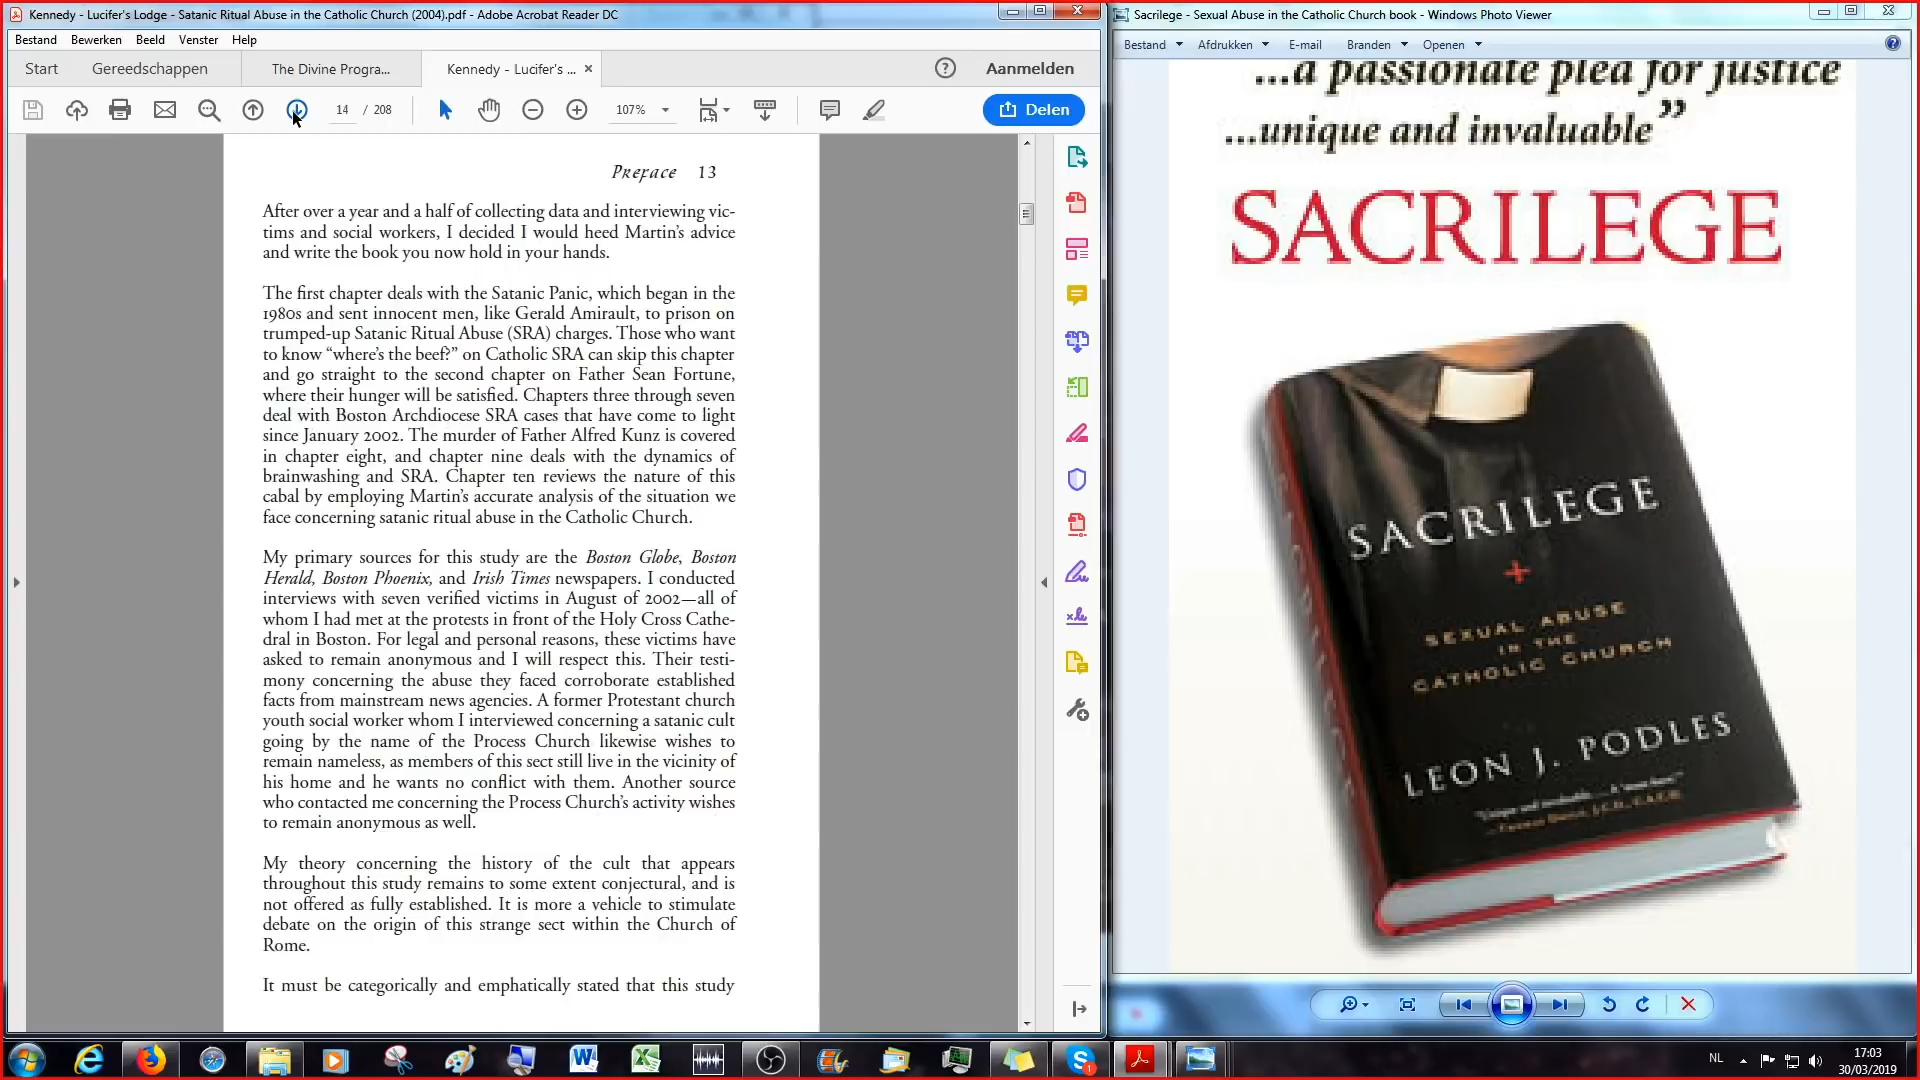 Kennedy - Lucifer's Lodge - Satanic Ritual Abuse in the Catholic Church (2004).pdf - Adobe Acrobat Reader DC
Bestand Bewerken Beeld Venster Help
Start Gereedschappen The Divine Progra... Kennedy - Lucifer's ... Aanmelden
14 / 208 107% Delen
Preface 13
After over a year and a half of collecting data and interviewing vic-
tims and social workers, I decided I would heed Martin's advice
and write the book you now hold in your hands.
The first chapter deals with the Satanic Panic, which began in the
1980s and sent innocent men, like Gerald Amirault, to prison on
trumped-up Satanic Ritual Abuse (SRA) charges. Those who want
to know “where's the beef?” on Catholic SRA can skip this chapter
and go straight to the second chapter on Father Sean Fortune,
where their hunger will be satisfied. Chapters three through seven
deal with Boston Archdiocese SRA cases that have come to light
since January 2002. The murder of Father Alfred Kunz is covered
in chapter eight, and chapter nine deals with the dynamics of
brainwashing and SRA. Chapter ten reviews the nature of this
cabal by employing Martin's accurate analysis of the situation we
face concerning satanic ritual abuse in the Catholic Church.
My primary sources for this study are the Boston Globe, Boston
Herald, Boston Phoenix, and Irish Times newspapers. I conducted
interviews with seven verified victims in August of 2002—all of
whom I had met at the protests in front of the Holy Cross Cathe-
dral in Boston. For legal and personal reasons, these victims have
asked to remain anonymous and I will respect this. Their testi-
mony concerning the abuse they faced corroborate established
facts from mainstream news agencies. A former Protestant church
youth social worker whom I interviewed concerning a satanic cult
going by the name of the Process Church likewise wishes to
remain nameless, as members of this sect still live in the vicinity of
his home and he wants no conflict with them. Another source
who contacted me concerning the Process Church's activity wishes
to remain anonymous as well.
My theory concerning the history of the cult that appears
throughout this study remains to some extent conjectural, and is
not offered as fully established. It is more a vehicle to stimulate
debate on the origin of this strange sect within the Church of
Rome.
It must be categorically and emphatically stated that this study
Sacrilege - Sexual Abuse in the Catholic Church book - Windows Photo Viewer
Bestand Afdrukken E-mail Branden Openen
...a passionate plea for justice
...unique and invaluable”
SACRILEGE
SACRILEGE
SEXUAL ABUSE
IN THE
CATHOLIC CHURCH
LEON J. PODLES
NL 17:03
30/03/2019